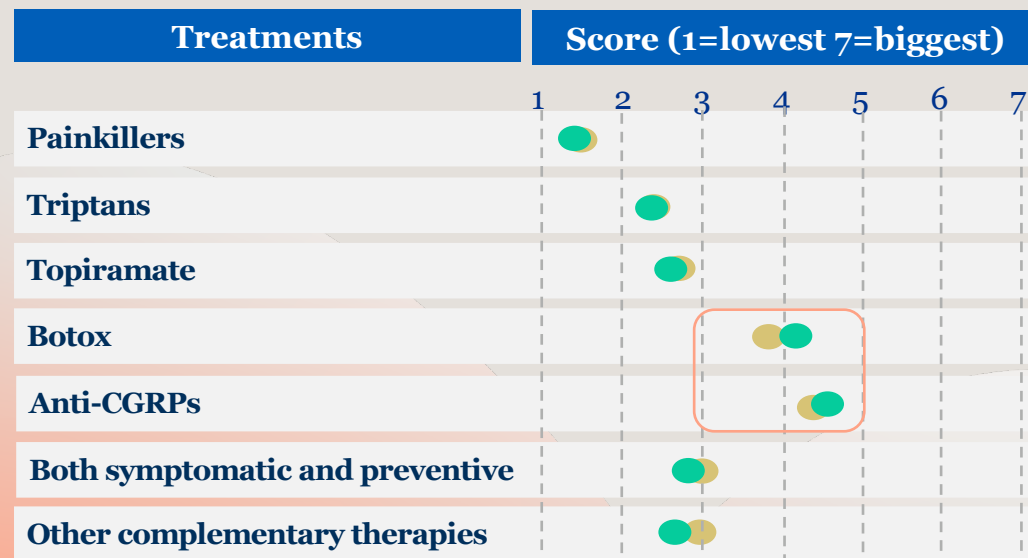 Treatments
Score (1=lowest 7=biggest)
1 2 3 4 5 6 7
Painkillers
Triptans
Topiramate
Botox
Anti-CGRPs
Both symptomatic and preventive
Other complementary therapies